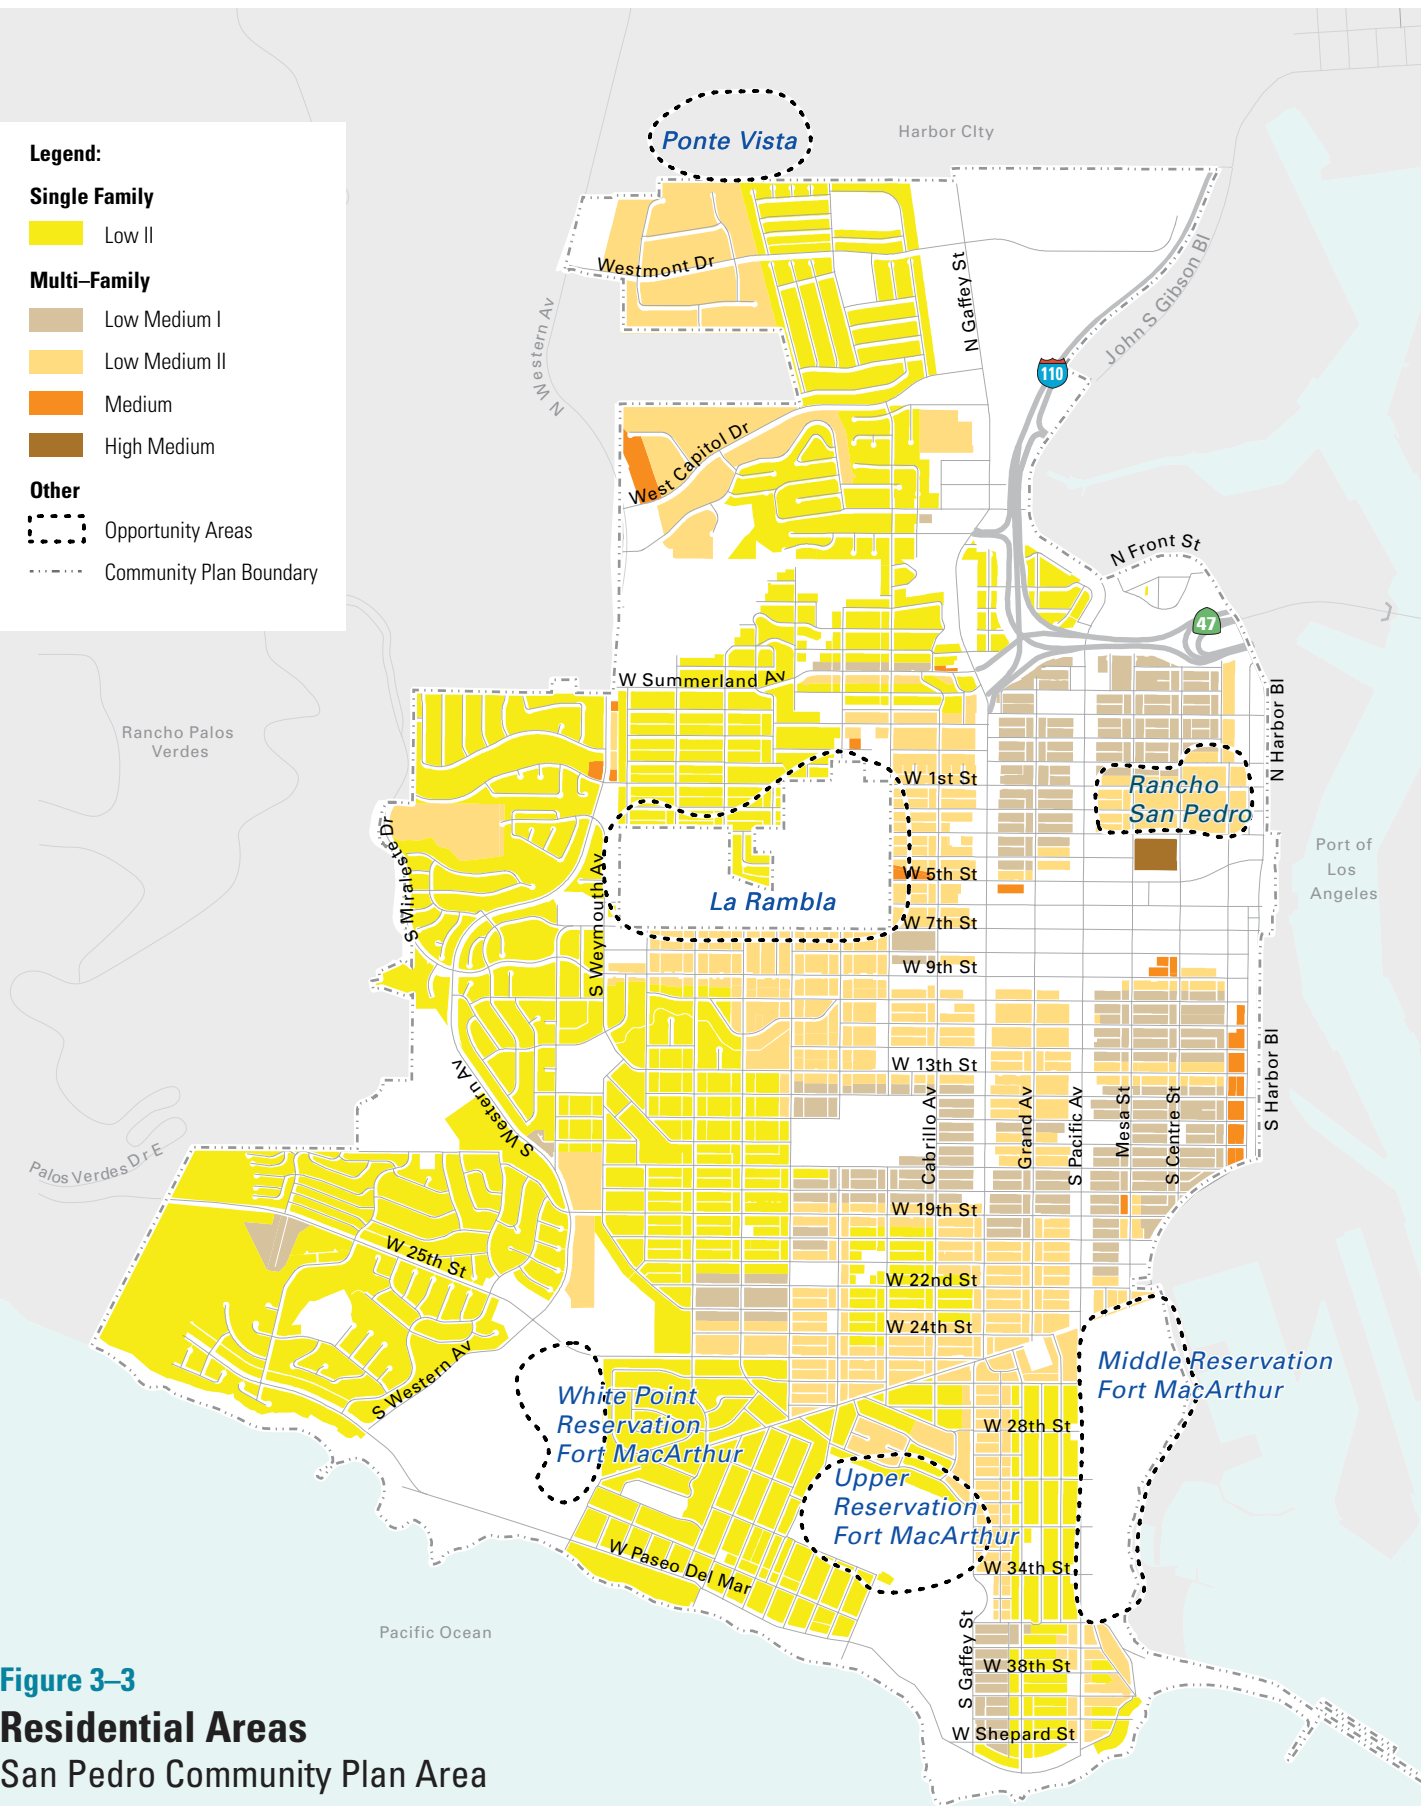 Harbor CIty
Ponte Vista
Legend:
Single Family
Low II
Multi–Family
Low Medium I
Low Medium II
Medium
High Medium
Other
Opportunity Areas
Community Plan Boundary
Westmont Dr
N Gaffey St
John S Gibson Bl
N Western Av
110
West Capitol Dr
N Front St
47
W Summerland Av
N Harbor Bl
Rancho Palos
Verdes
W 1st St
Rancho
San Pedro
S Miraleste Dr
Port of
Los
Angeles
S Weymouth Av
W 5th St
La Rambla
W 7th St
W 9th St
S Western Av
W 13th St
Cabrillo Av
Grand Av
S Pacific Av
Mesa St
S Centre St
S Harbor Bl
Palos Verdes Dr E
W 19th St
W 25th St
W 22nd St
W 24th St
S Western Av
Middle Reservation
Fort MacArthur
White Point
Reservation
Fort MacArthur
W 28th St
Upper
Reservation
Fort MacArthur
W Paseo Del Mar
W 34th St
Pacific Ocean
S Gaffey St
W 38th St
W Shepard St
Figure 3–3
Residential Areas
San Pedro Community Plan Area